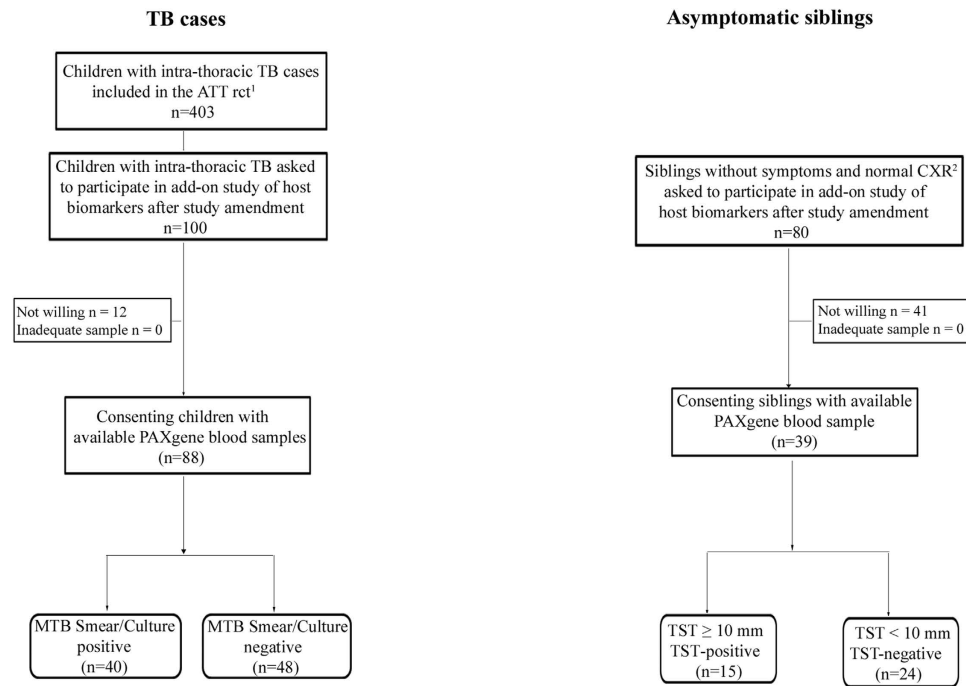 TB cases
Children with intra-thoracic TB cases
included in the ATT rct¹
n=403
Children with intra-thoracic TB asked
to participate in add-on study of host
biomarkers after study amendment
n=100
Not willing n = 12
Inadequate sample n = 0
Consenting children with
available PAXgene blood samples
(n=88)
MTB Smear/Culture
positive
(n=40)
MTB Smear/Culture
negative
(n=48)
Asymptomatic siblings
Siblings without symptoms and normal CXR²
asked to participate in add-on study of
host biomarkers after study amendment
n=80
Not willing n = 41
Inadequate sample n = 0
Consenting siblings with available
PAXgene blood sample
(n=39)
TST ≥ 10 mm
TST-positive
(n=15)
TST < 10 mm
TST-negative
(n=24)